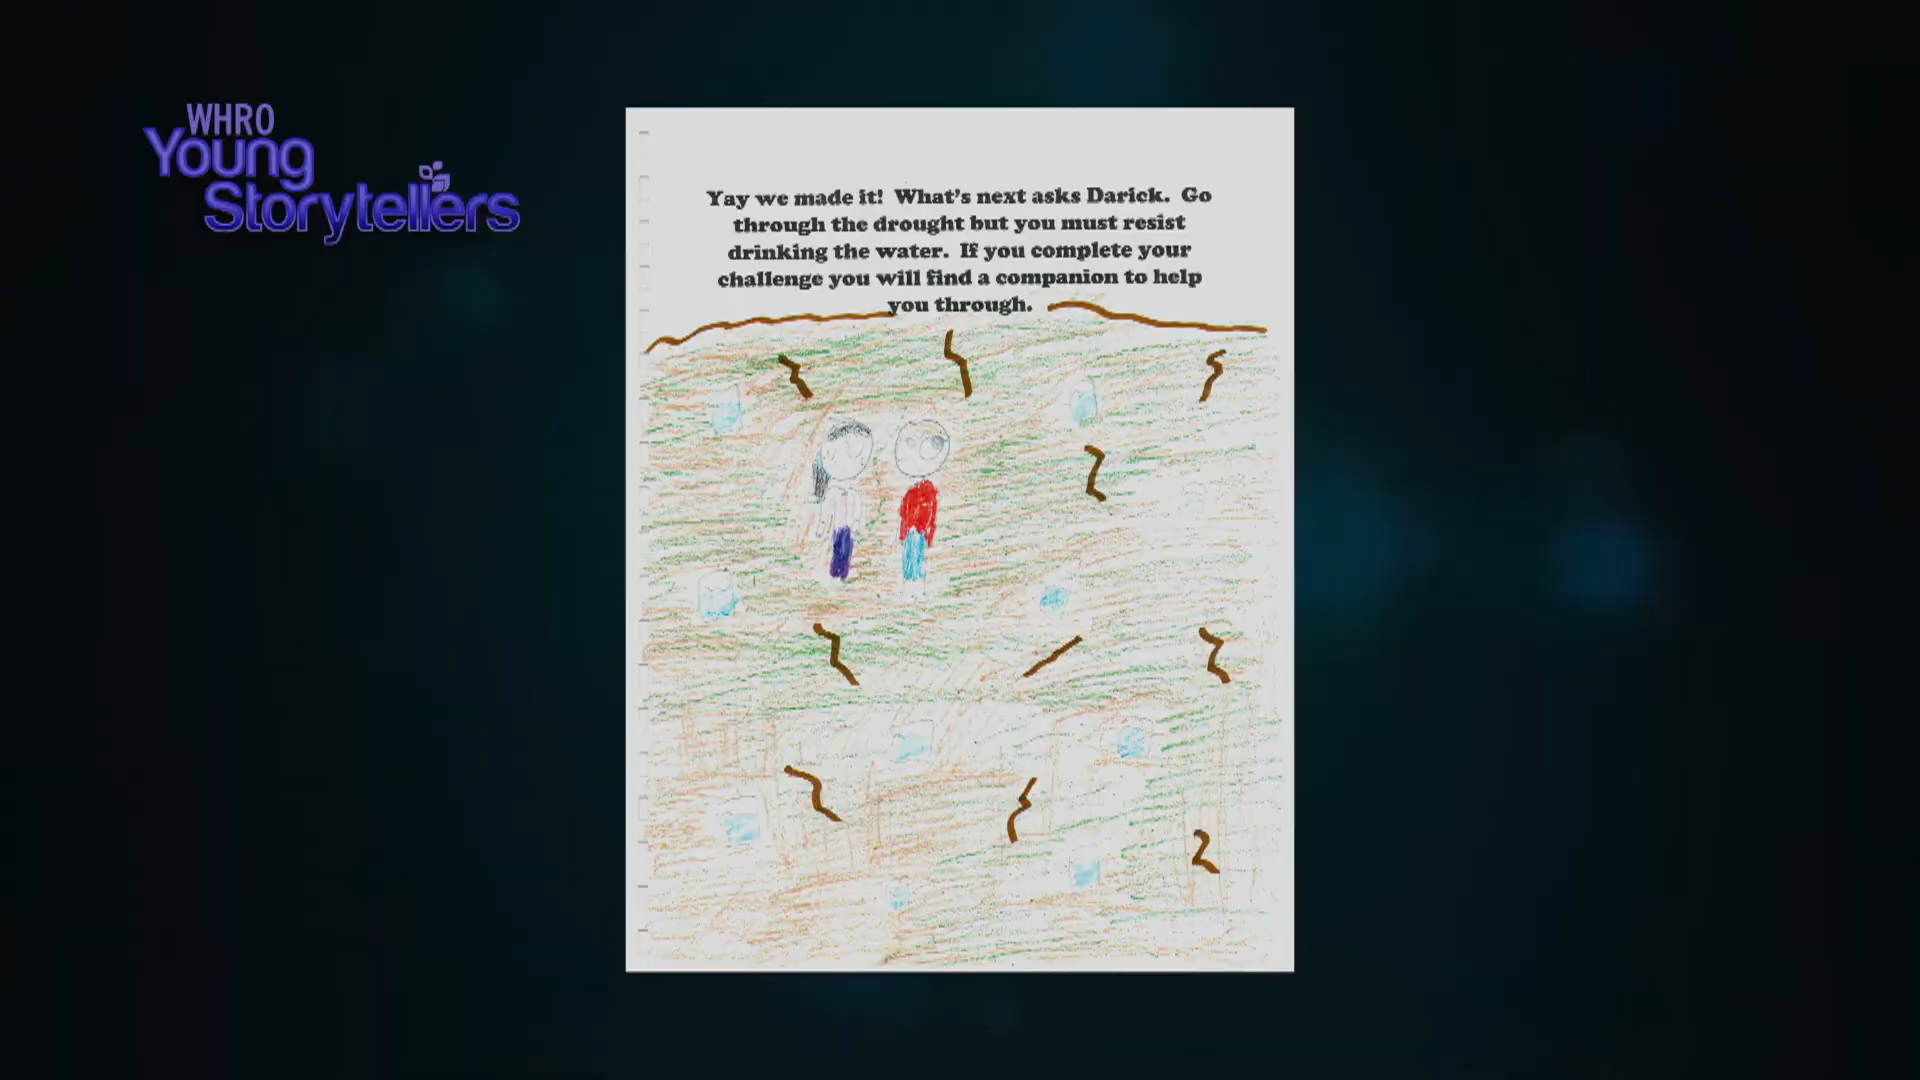 WHRO
Young
Storytellers
Yay we made it! What's next asks Darick. Go
through the drought but you must resist
drinking the water. If you complete your
challenge you will find a companion to help
you through.